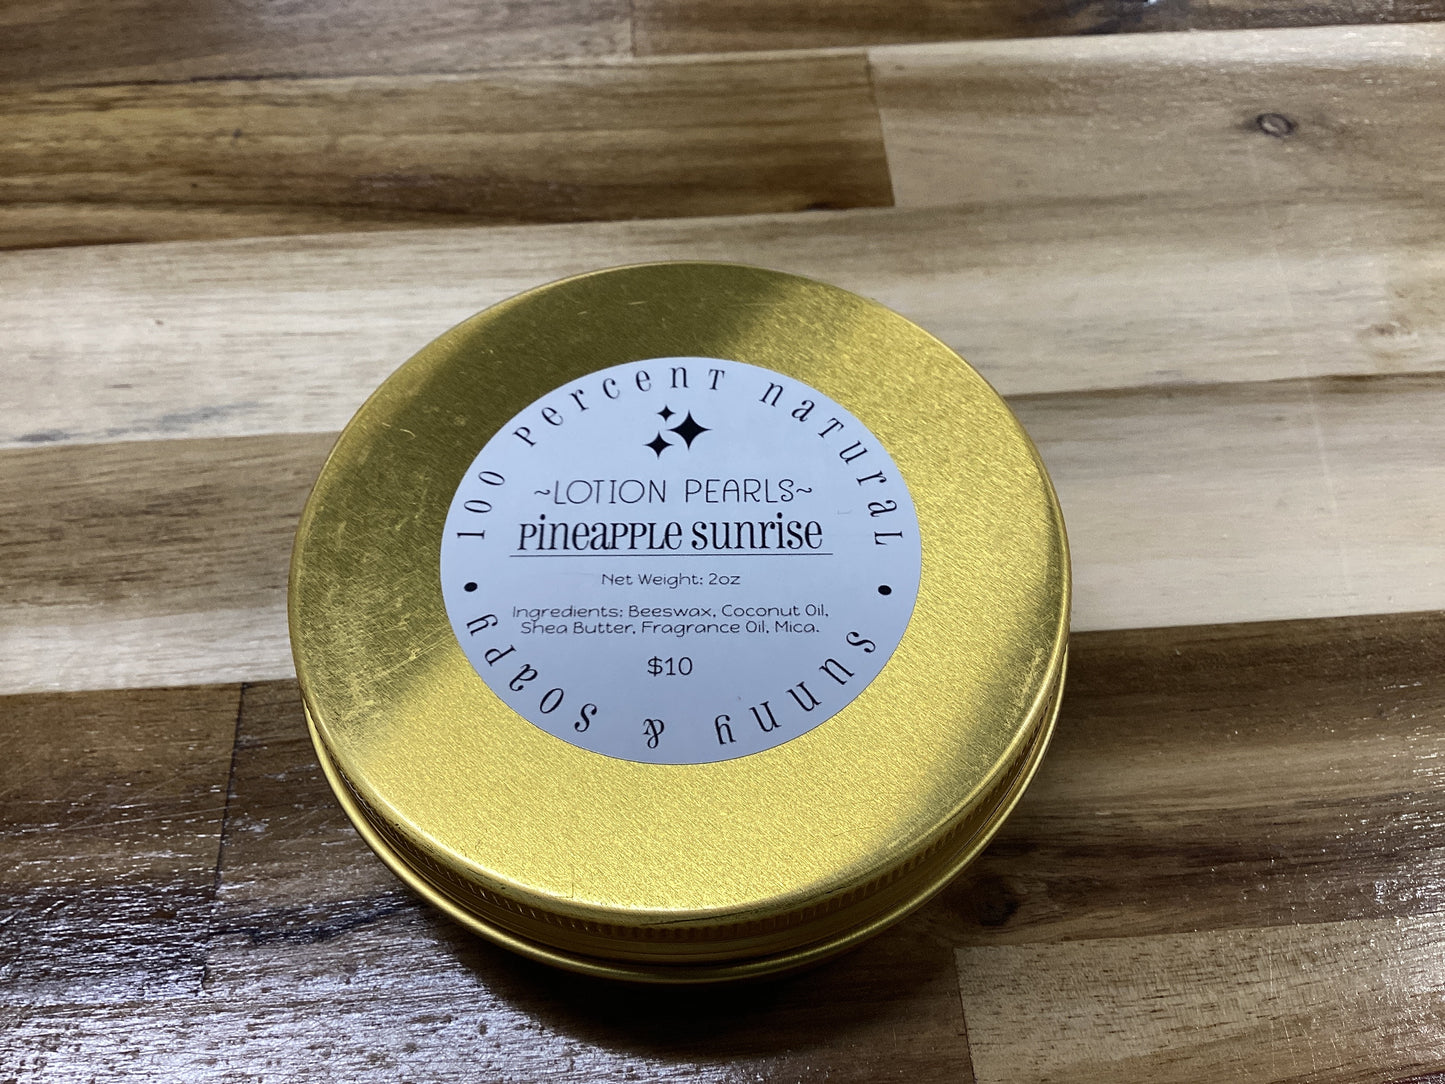 100 Percent Natural
~LOTION PEARLS~
Pineapple Sunrise
Net Weight: 2oz
Ingredients: Beeswax, Coconut Oil,
Shea Butter, Fragrance Oil, Mica.
$10
Sunny & Soapy